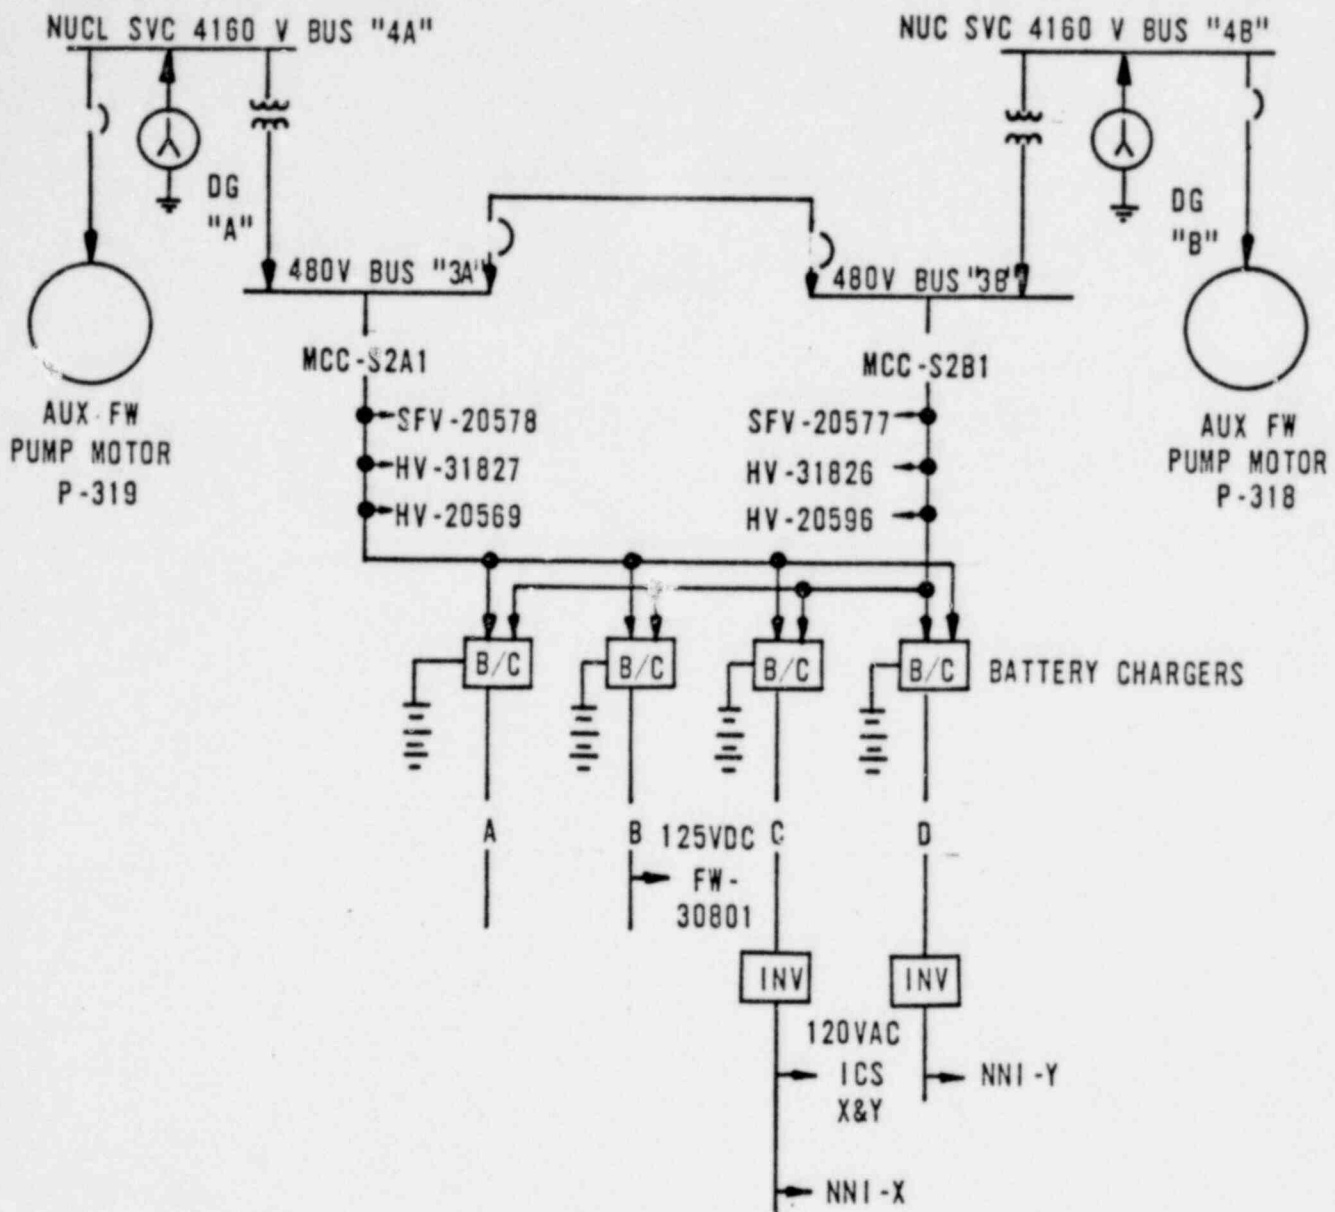 NUCL SVC 4160 V BUS "4A"
NUC SVC 4160 V BUS "4B"
DG
"A"
DG
"B"
480V BUS "3A"
480V BUS "3B"
MCC-S2A1
MCC-S2B1
AUX FW
PUMP MOTOR
P-319
AUX FW
PUMP MOTOR
P-318
SFV-20578
SFV-20577
HV-31827
HV-31826
HV-20569
HV-20596
B/C
B/C
B/C
B/C
BATTERY CHARGERS
A
B
125VDC
C
D
FW-
30801
INV
INV
120VAC
ICS
X&Y
NNI-Y
NNI-X